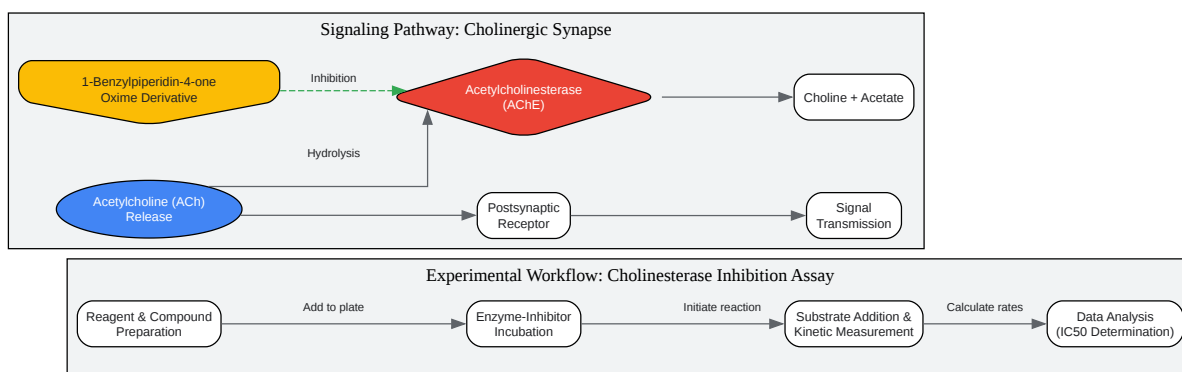 Signaling Pathway: Cholinergic Synapse
1-Benzylpiperidin-4-one
Oxime Derivative
Inhibition
Acetylcholinesterase
(AChE)
Choline + Acetate
Hydrolysis
Acetylcholine (ACh)
Release
Postsynaptic
Receptor
Signal
Transmission
Experimental Workflow: Cholinesterase Inhibition Assay
Reagent & Compound
Preparation
Add to plate
Enzyme-Inhibitor
Incubation
Initiate reaction
Substrate Addition &
Kinetic Measurement
Calculate rates
Data Analysis
(IC50 Determination)